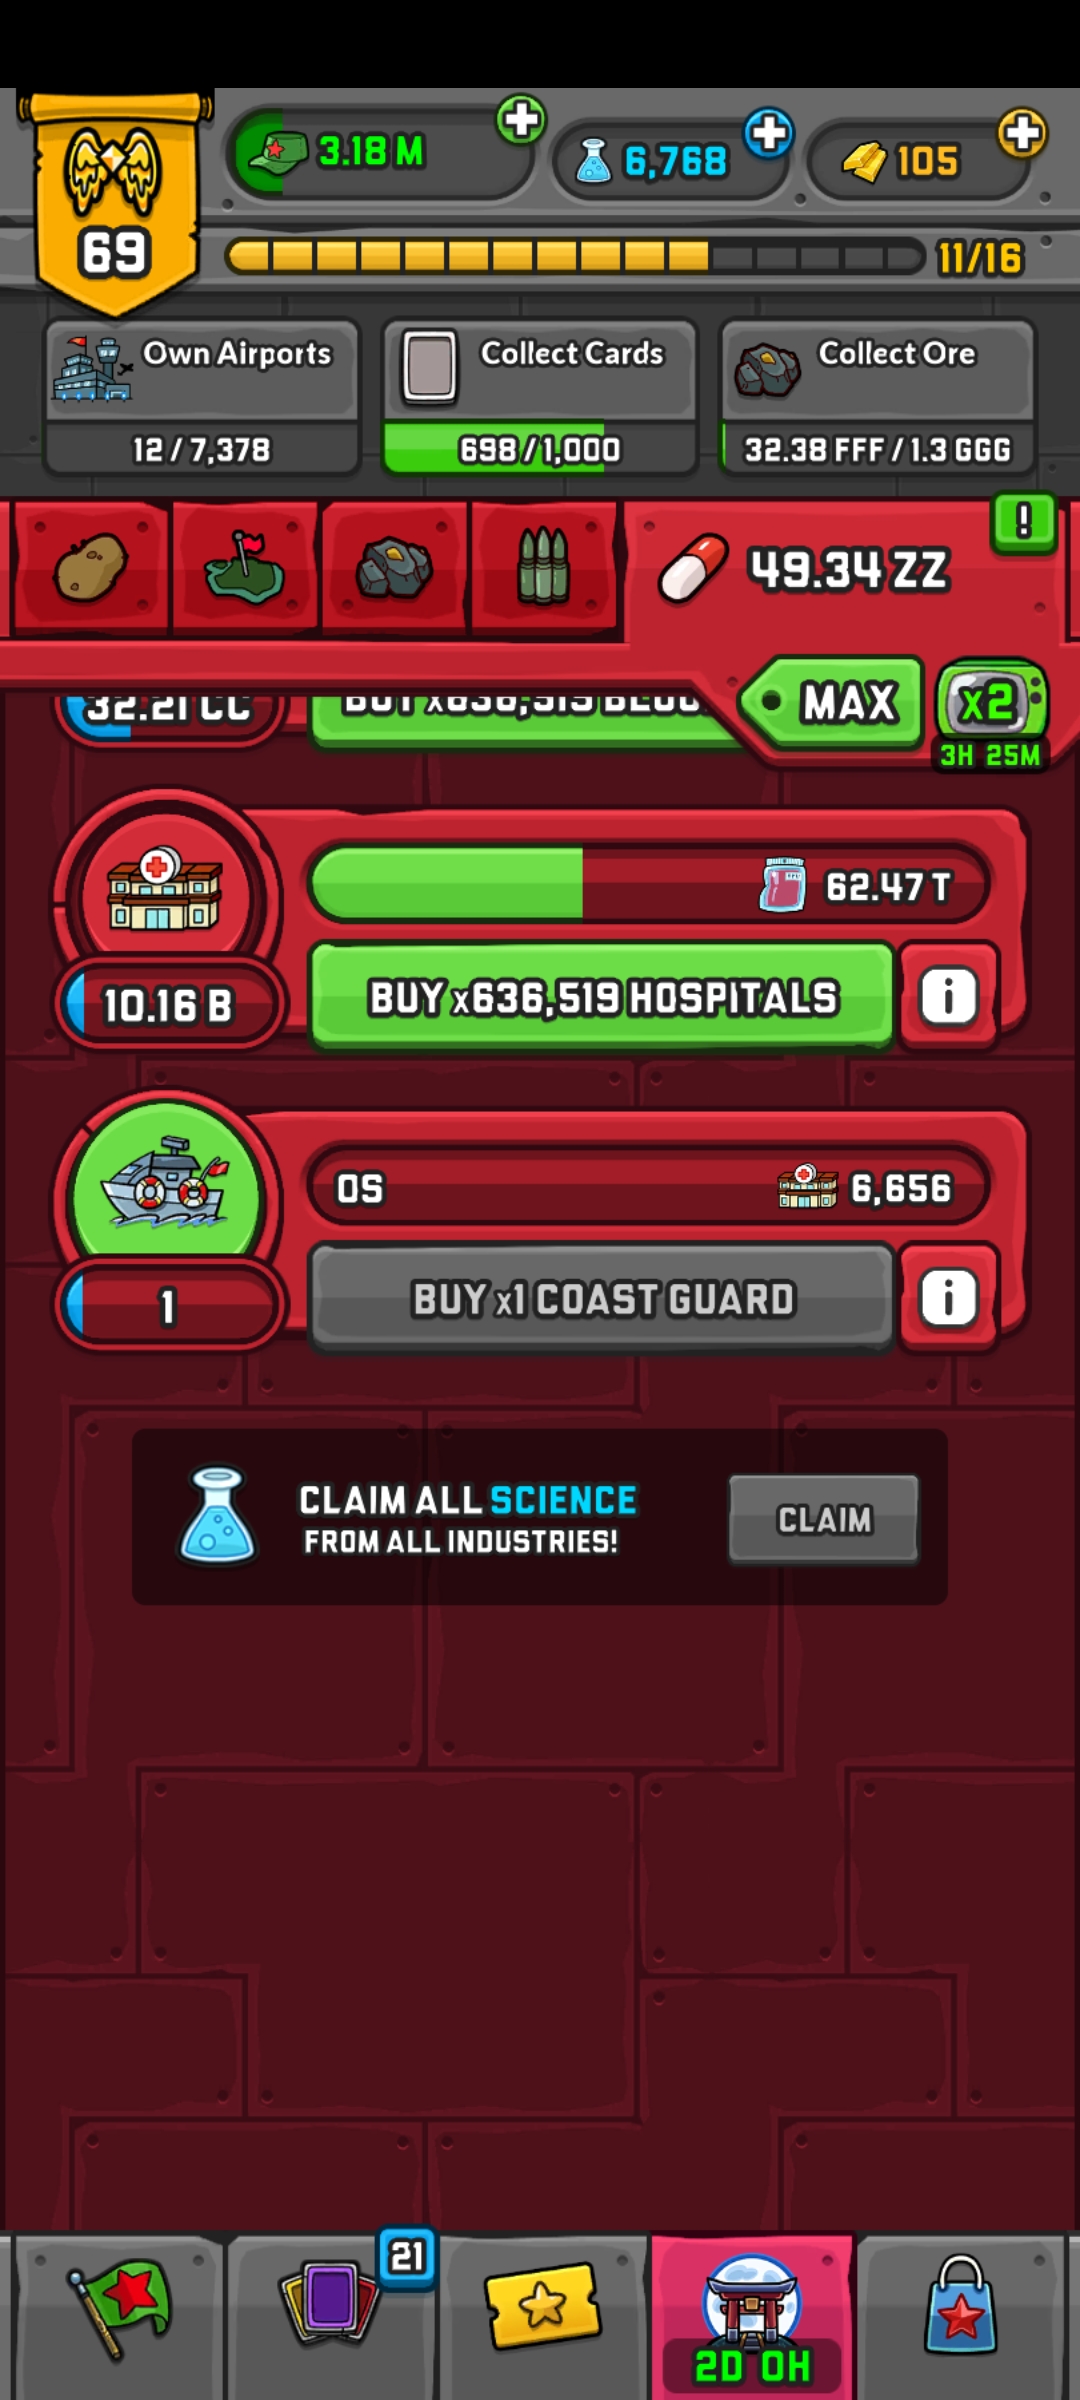 3.18 M
6,768
105
69
11/16
Own Airports
12 / 7,378
Collect Cards
698 / 1,000
Collect Ore
32.38 FFF / 1.3 GGG
!
49.34 ZZ
MAX
x2
3H 25M
32.21 CC
62.47 T
10.16 B
BUY x636,519 HOSPITALS
i
0S
6,656
1
BUY x1 COAST GUARD
i
CLAIM ALL SCIENCE
FROM ALL INDUSTRIES!
CLAIM
21
2D 0H